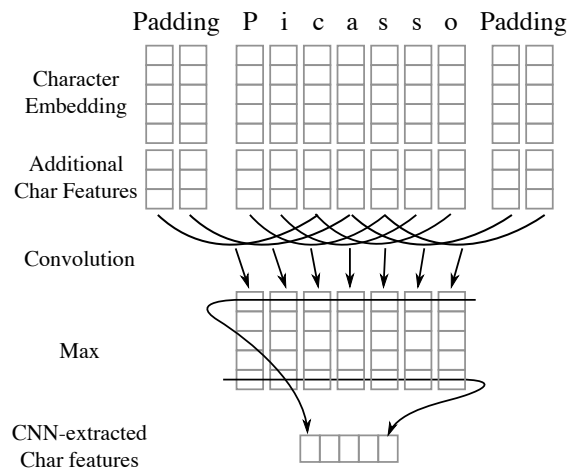 Padding P i c a s s o Padding
Character
Embedding
Additional
Char Features
Convolution
Max
CNN-extracted
Char features